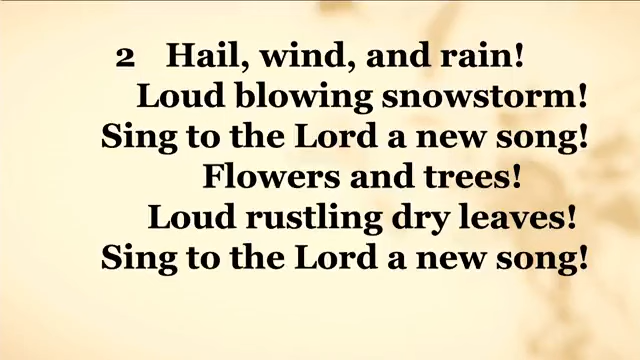 2 Hail, wind, and rain!
Loud blowing snowstorm!
Sing to the Lord a new song!
Flowers and trees!
Loud rustling dry leaves!
Sing to the Lord a new song!